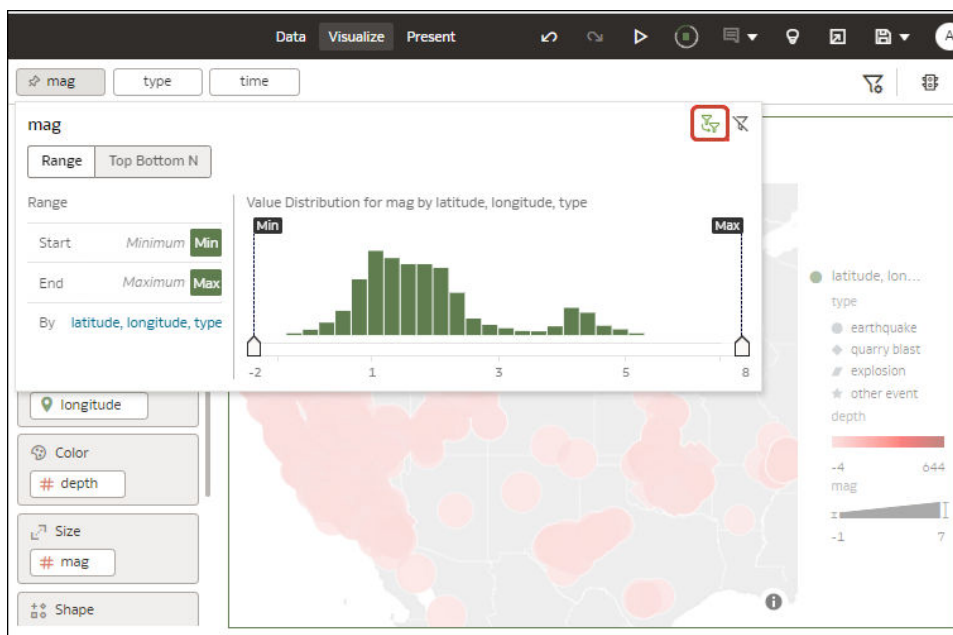 Data Visualize Present A
mag type time
mag
Range Top Bottom N
Range
Start Minimum Min
End Maximum Max
By latitude, longitude, type
Value Distribution for mag by latitude, longitude, type
Min Max
-2 1 3 5 8
longitude
Color
# depth
Size
# mag
Shape
latitude, lon...
type
earthquake
quarry blast
explosion
other event
depth
-4 644
mag
-1 7